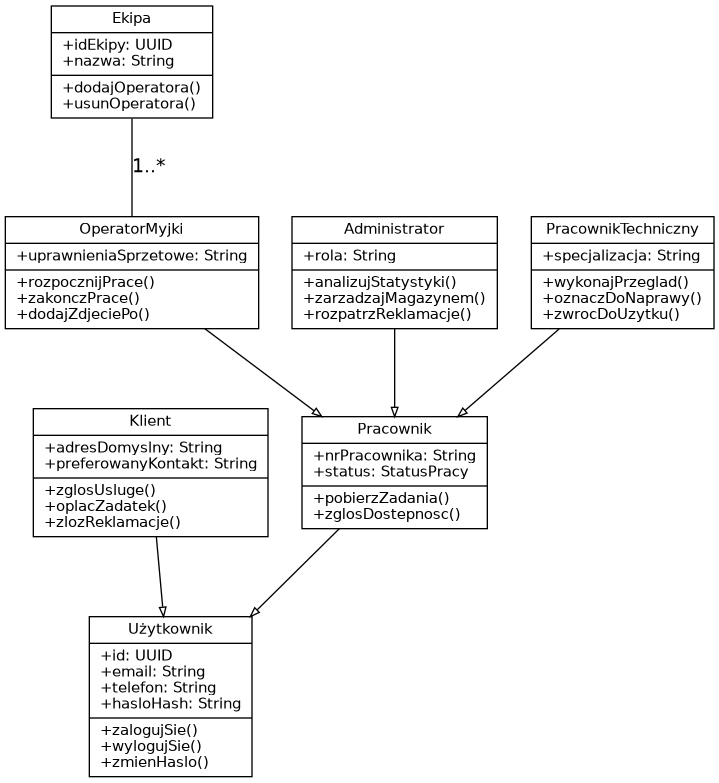 Ekipa
+idEkipy: UUID
+nazwa: String
+dodajOperatora()
+usunOperatora()
1..*
OperatorMyjki
+uprawnieniaSprzetowe: String
+rozpocznijPrace()
+zakonczPrace()
+dodajZdjeciePo()
Administrator
+rola: String
+analizujStatystyki()
+zarzadzajMagazynem()
+rozpatrzReklamacje()
PracownikTechniczny
+specjalizacja: String
+wykonajPrzeglad()
+oznaczDoNaprawy()
+zwrocDoUzytku()
Klient
+adresDomyslny: String
+preferowanyKontakt: String
+zglosUsluge()
+oplacZadatek()
+zlozReklamacje()
Pracownik
+nrPracownika: String
+status: StatusPracy
+pobierzZadania()
+zglosDostepnosc()
Użytkownik
+id: UUID
+email: String
+telefon: String
+hasloHash: String
+zalogujSie()
+wylogujSie()
+zmienHaslo()